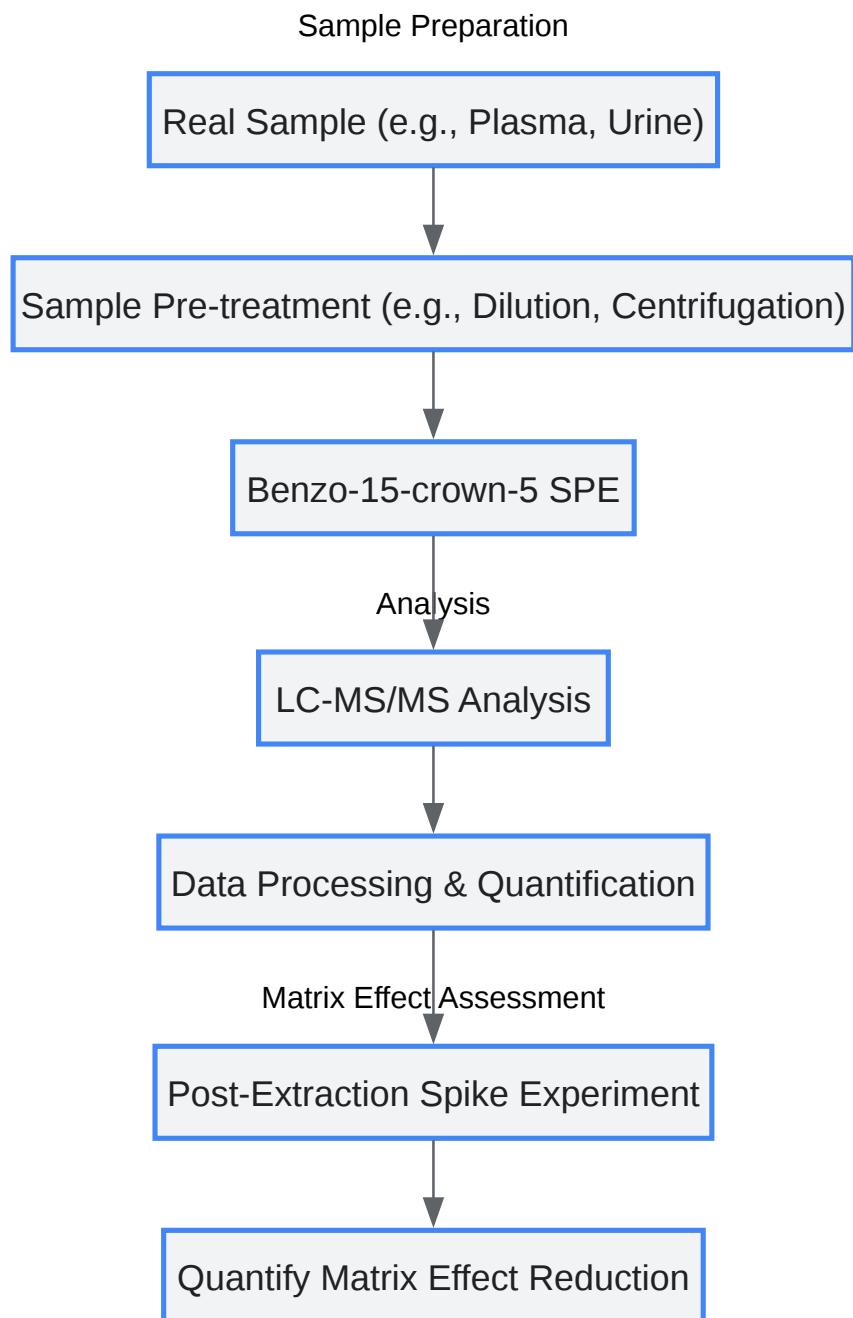 Sample Preparation
Real Sample (e.g., Plasma, Urine)
Sample Pre-treatment (e.g., Dilution, Centrifugation)
Benzo-15-crown-5 SPE
Analysis
LC-MS/MS Analysis
Data Processing & Quantification
Matrix Effect Assessment
Post-Extraction Spike Experiment
Quantify Matrix Effect Reduction